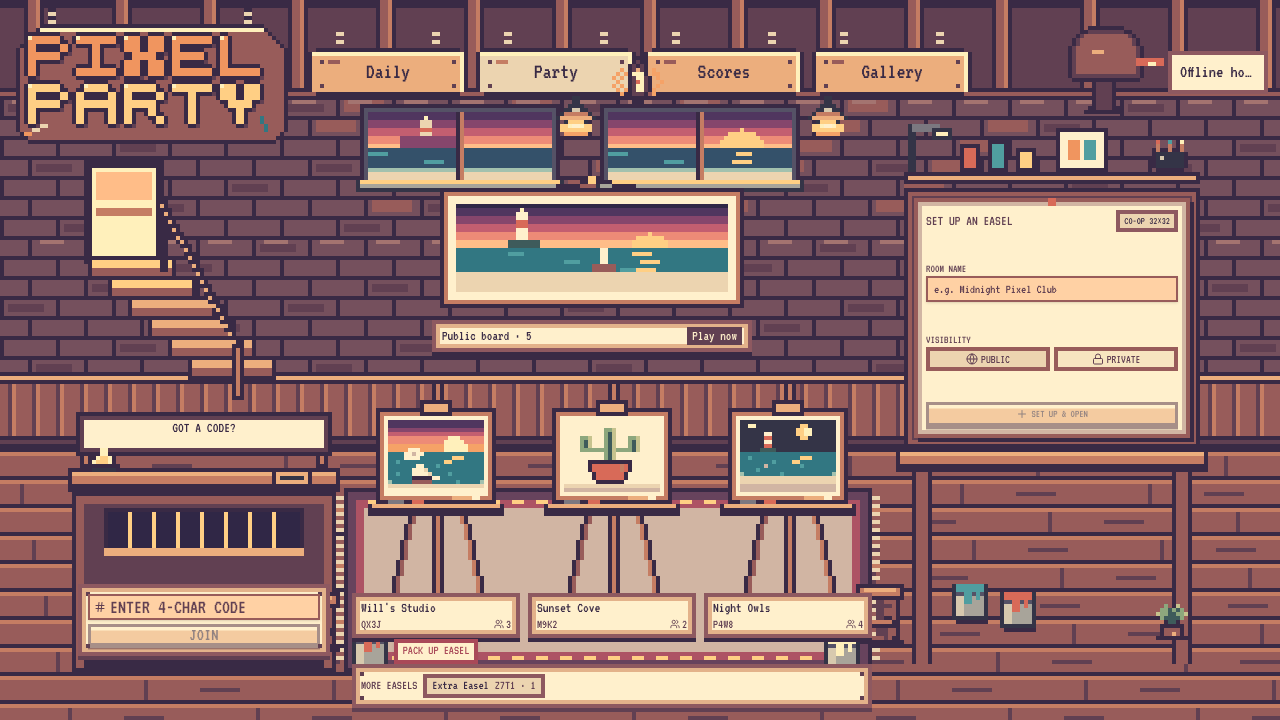 PIXEL
PARTY
Daily
Party
Scores
Gallery
Offline ho…
SET UP AN EASEL
CO-OP 32×32
ROOM NAME
e.g. Midnight Pixel Club
VISIBILITY
PUBLIC
PRIVATE
+ SET UP & OPEN
Public board · 5
Play now
GOT A CODE?
# ENTER 4-CHAR CODE
JOIN
Will's Studio
QX3J
3
Sunset Cove
M9K2
2
Night Owls
P4W8
4
PACK UP EASEL
MORE EASELS
Extra Easel Z7T1 · 1